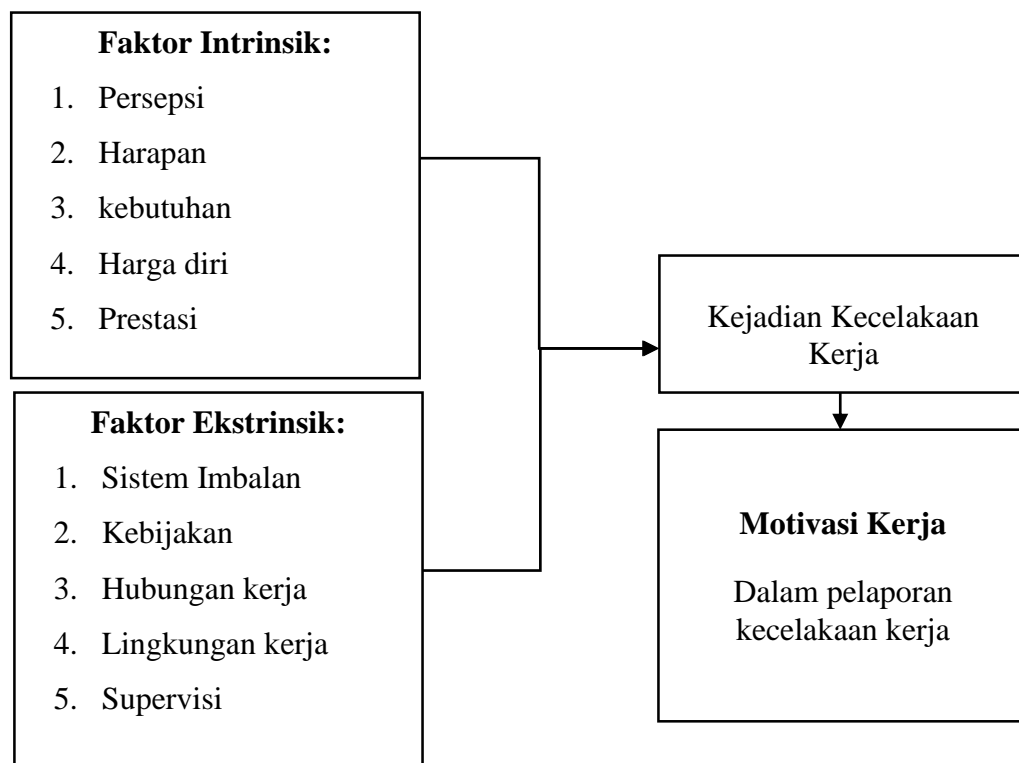 Faktor Intrinsik:
1. Persepsi
2. Harapan
3. kebutuhan
4. Harga diri
5. Prestasi
Faktor Ekstrinsik:
1. Sistem Imbalan
2. Kebijakan
3. Hubungan kerja
4. Lingkungan kerja
5. Supervisi
Kejadian Kecelakaan
Kerja
Motivasi Kerja
Dalam pelaporan
kecelakaan kerja